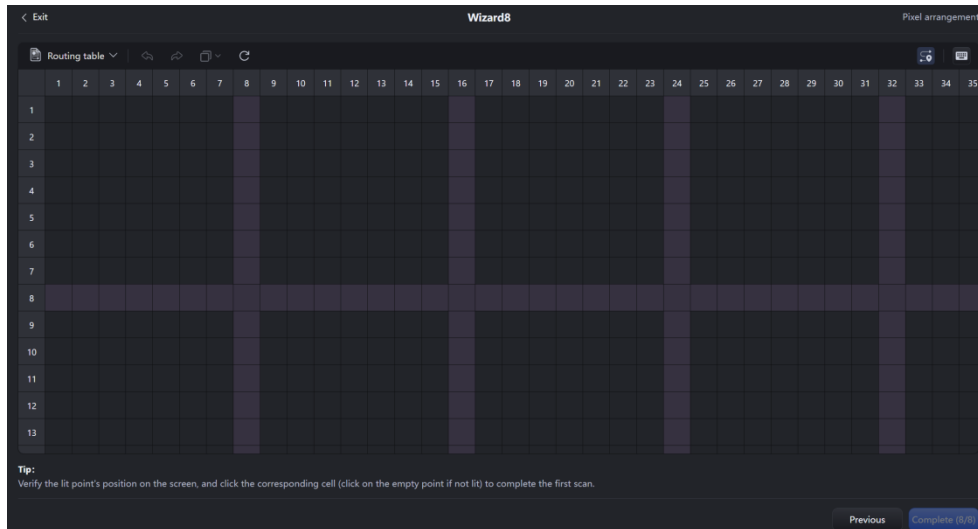 Exit
Wizard8
Pixel arrangement
Routing table
1 2 3 4 5 6 7 8 9 10 11 12 13 14 15 16 17 18 19 20 21 22 23 24 25 26 27 28 29 30 31 32 33 34 35
1
2
3
4
5
6
7
8
9
10
11
12
13
Tip:
Verify the lit point's position on the screen, and click the corresponding cell (click on the empty point if not lit) to complete the first scan.
Previous
Complete (8/8)